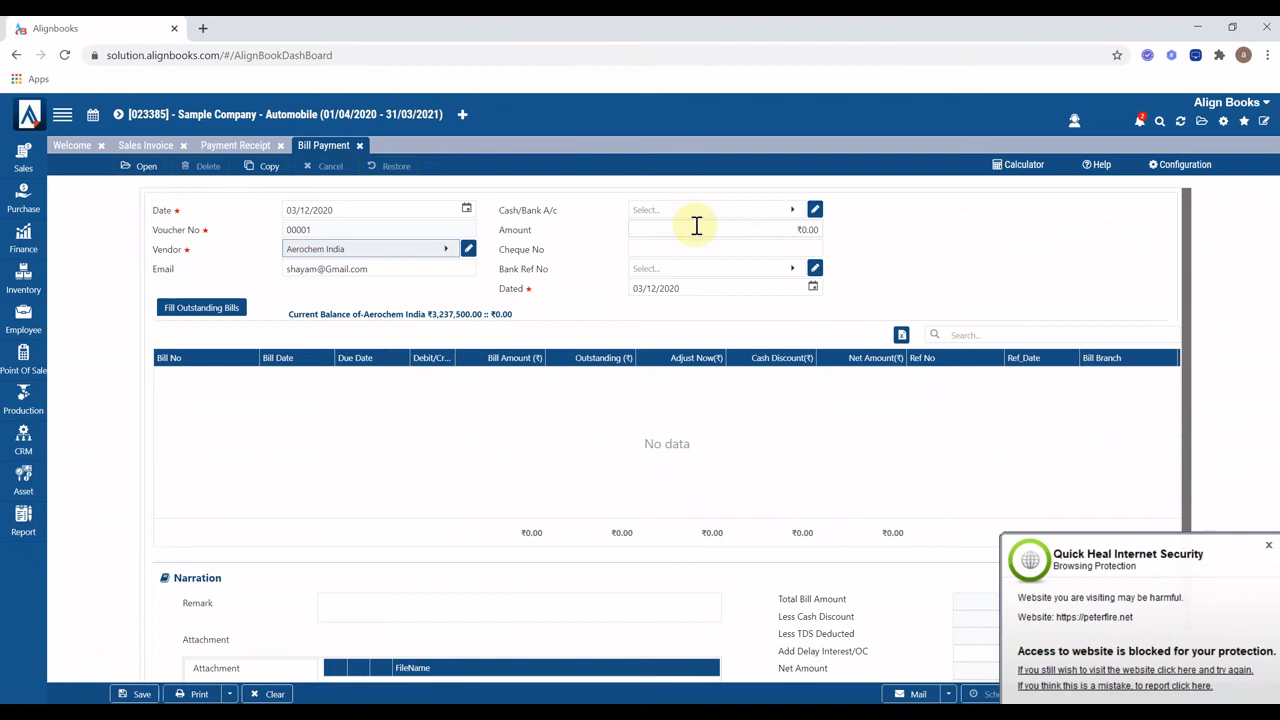 Alignbooks
solution.alignbooks.com/#/AlignBookDashBoard
a
Apps
Align Books
[023385] - Sample Company - Automobile (01/04/2020 - 31/03/2021)
2
Welcome Sales Invoice Payment Receipt Bill Payment
Open Delete Copy Cancel Restore Calculator Help Configuration
Sales
Purchase
Finance
Inventory
Employee
Point Of Sale
Production
CRM
Asset
Report
Date ★ 03/12/2020 Cash/Bank A/c Select...
Voucher No ★ 00001 Amount ₹0.00
Vendor ★ Aerochem India Cheque No
Email shayam@Gmail.com Bank Ref No Select...
Dated ★ 03/12/2020
Fill Outstanding Bills Current Balance of-Aerochem India ₹3,237,500.00 :: ₹0.00
Search...
Bill No Bill Date Due Date Debit/Cr... Bill Amount (₹) Outstanding (₹) Adjust Now(₹) Cash Discount(₹) Net Amount(₹) Ref No Ref_Date Bill Branch
No data
₹0.00 ₹0.00 ₹0.00 ₹0.00 ₹0.00
Narration
Remark
Attachment
Attachment FileName
Total Bill Amount
Less Cash Discount
Less TDS Deducted
Add Delay Interest/OC
Net Amount
Save Print Clear Mail Sch
Quick Heal Internet Security
Browsing Protection
Website you are visiting may be harmful.
Website: https://peterfire.net
Access to website is blocked for your protection.
If you still wish to visit the website click here and try again.
If you think this is a mistake, to report click here.